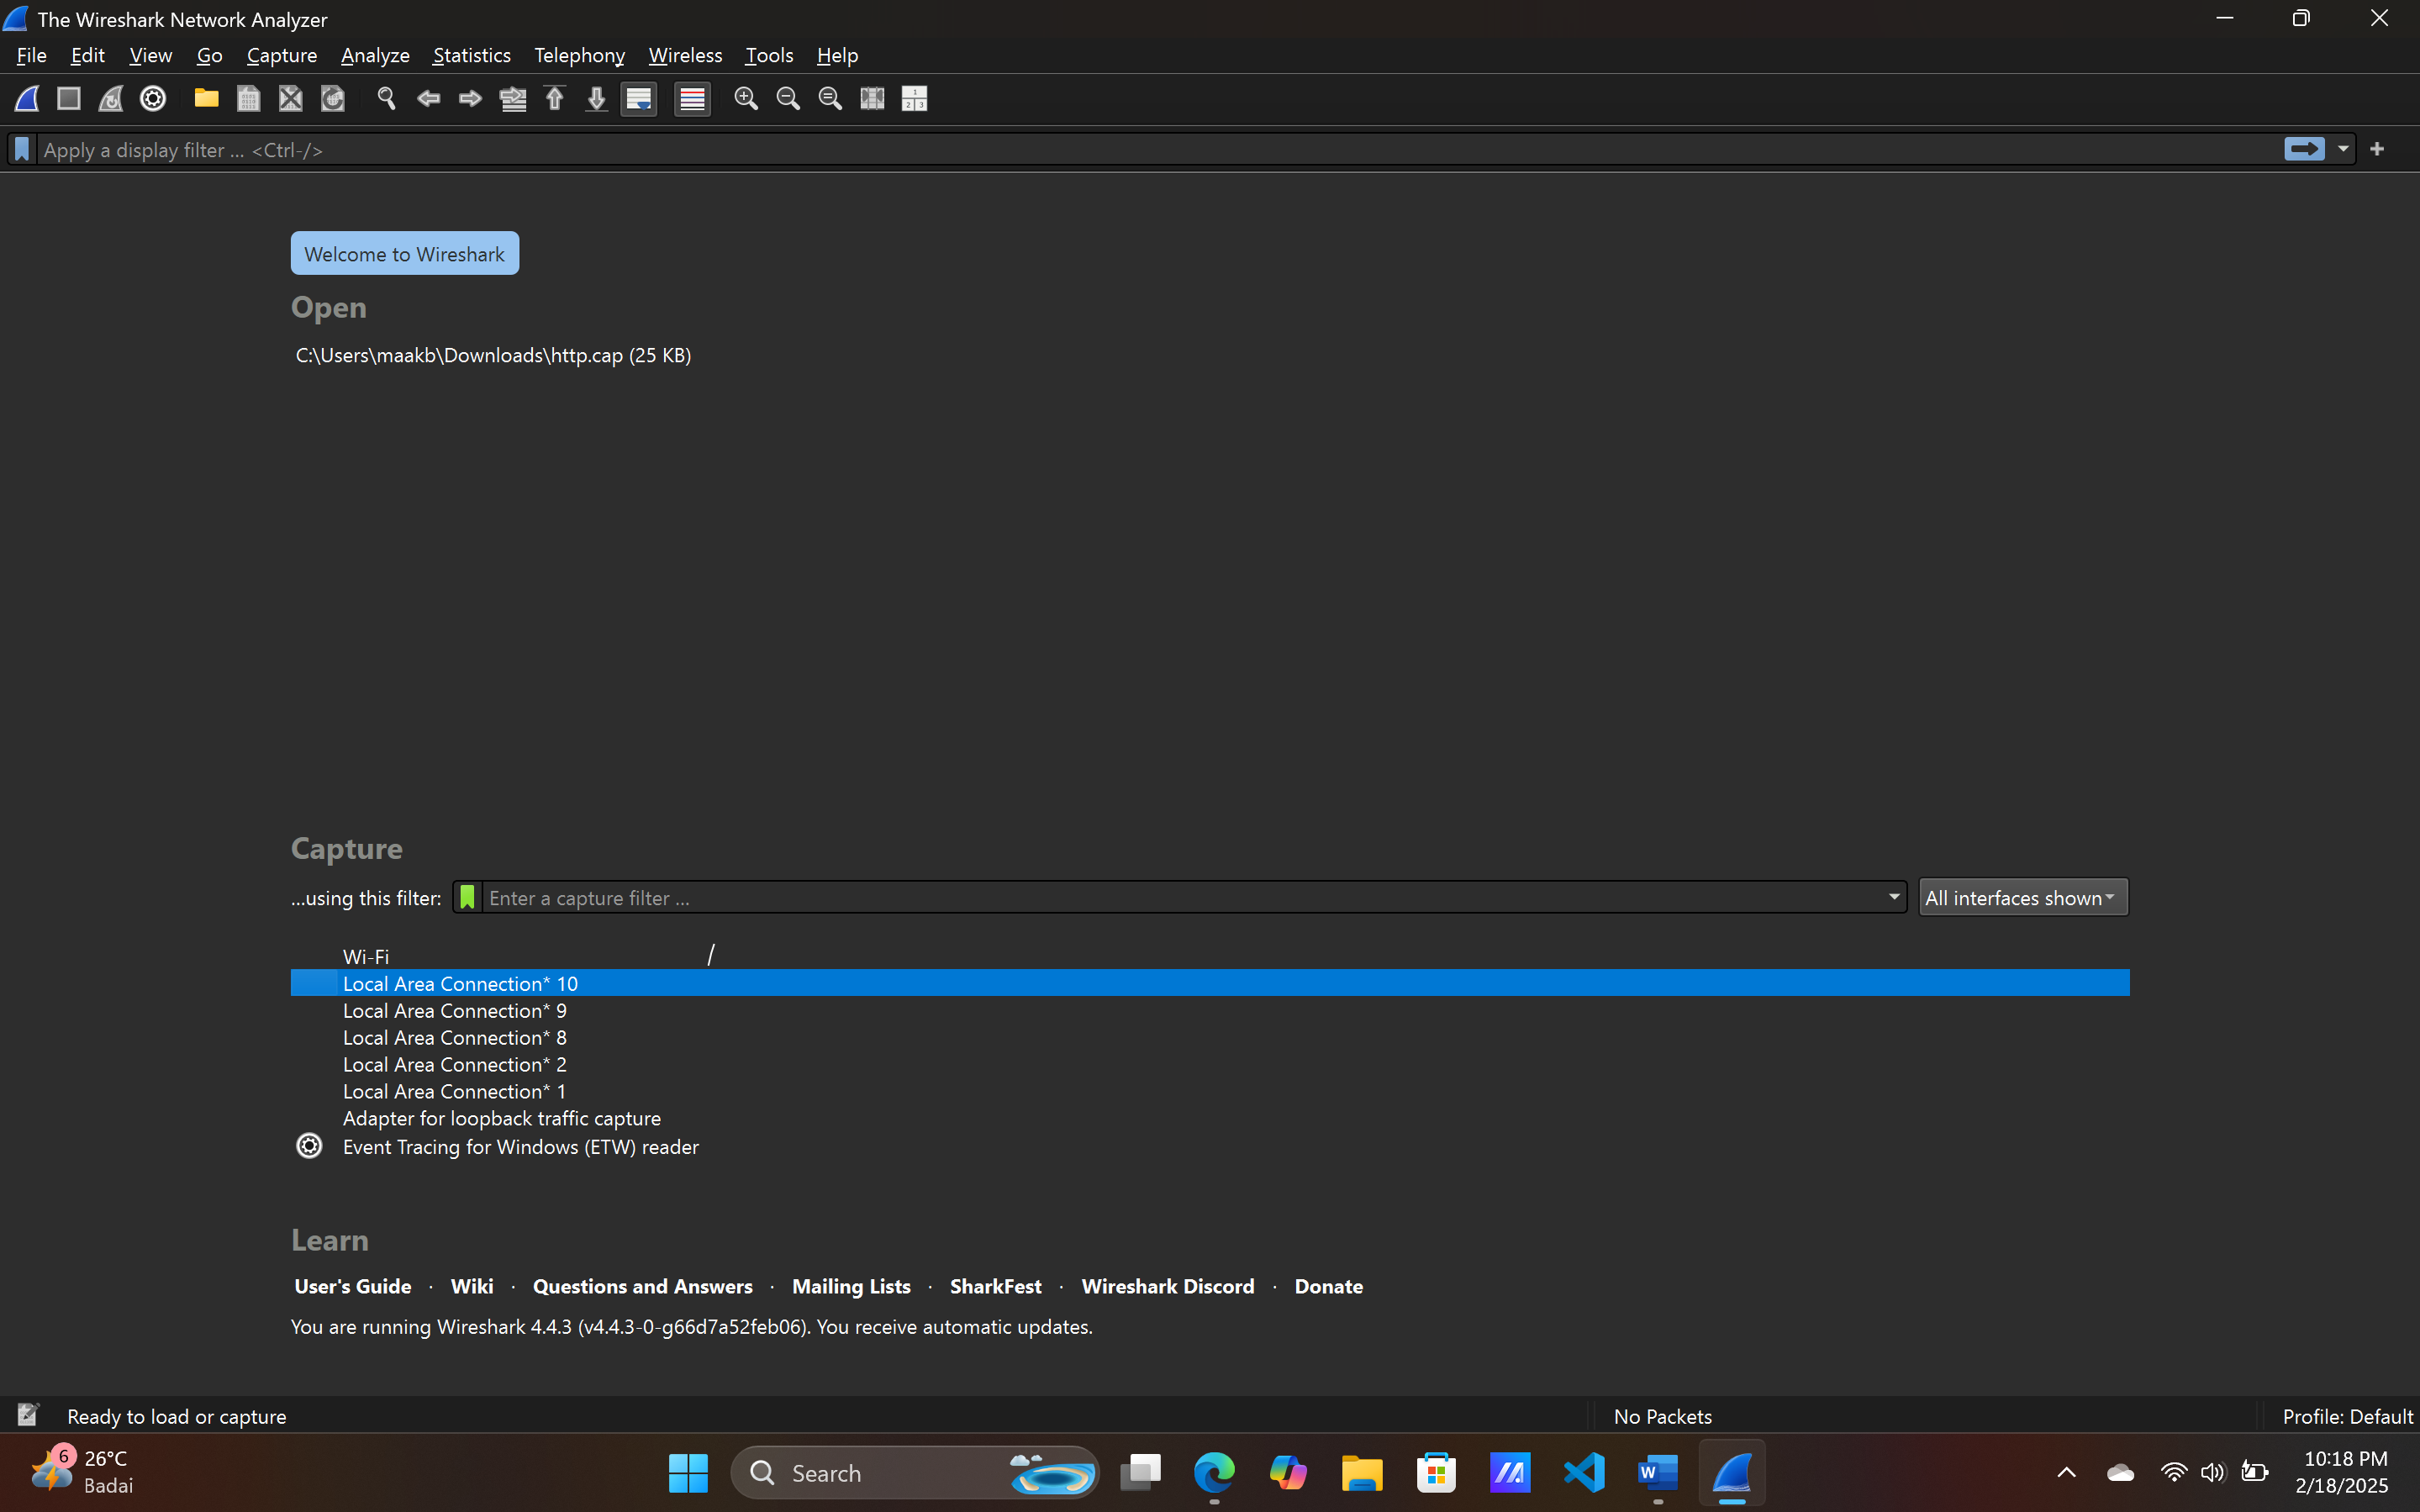 The Wireshark Network Analyzer
File Edit View Go Capture Analyze Statistics Telephony Wireless Tools Help
Apply a display filter ... <Ctrl-/>
Welcome to Wireshark
Open
C:\Users\maakb\Downloads\http.cap (25 KB)
Capture
...using this filter: Enter a capture filter ... All interfaces shown
Wi-Fi
Local Area Connection* 10
Local Area Connection* 9
Local Area Connection* 8
Local Area Connection* 2
Local Area Connection* 1
Adapter for loopback traffic capture
Event Tracing for Windows (ETW) reader
Learn
User's Guide · Wiki · Questions and Answers · Mailing Lists · SharkFest · Wireshark Discord · Donate
You are running Wireshark 4.4.3 (v4.4.3-0-g66d7a52feb06). You receive automatic updates.
Ready to load or capture No Packets Profile: Default
6 26°C
Badai
Search
10:18 PM
2/18/2025